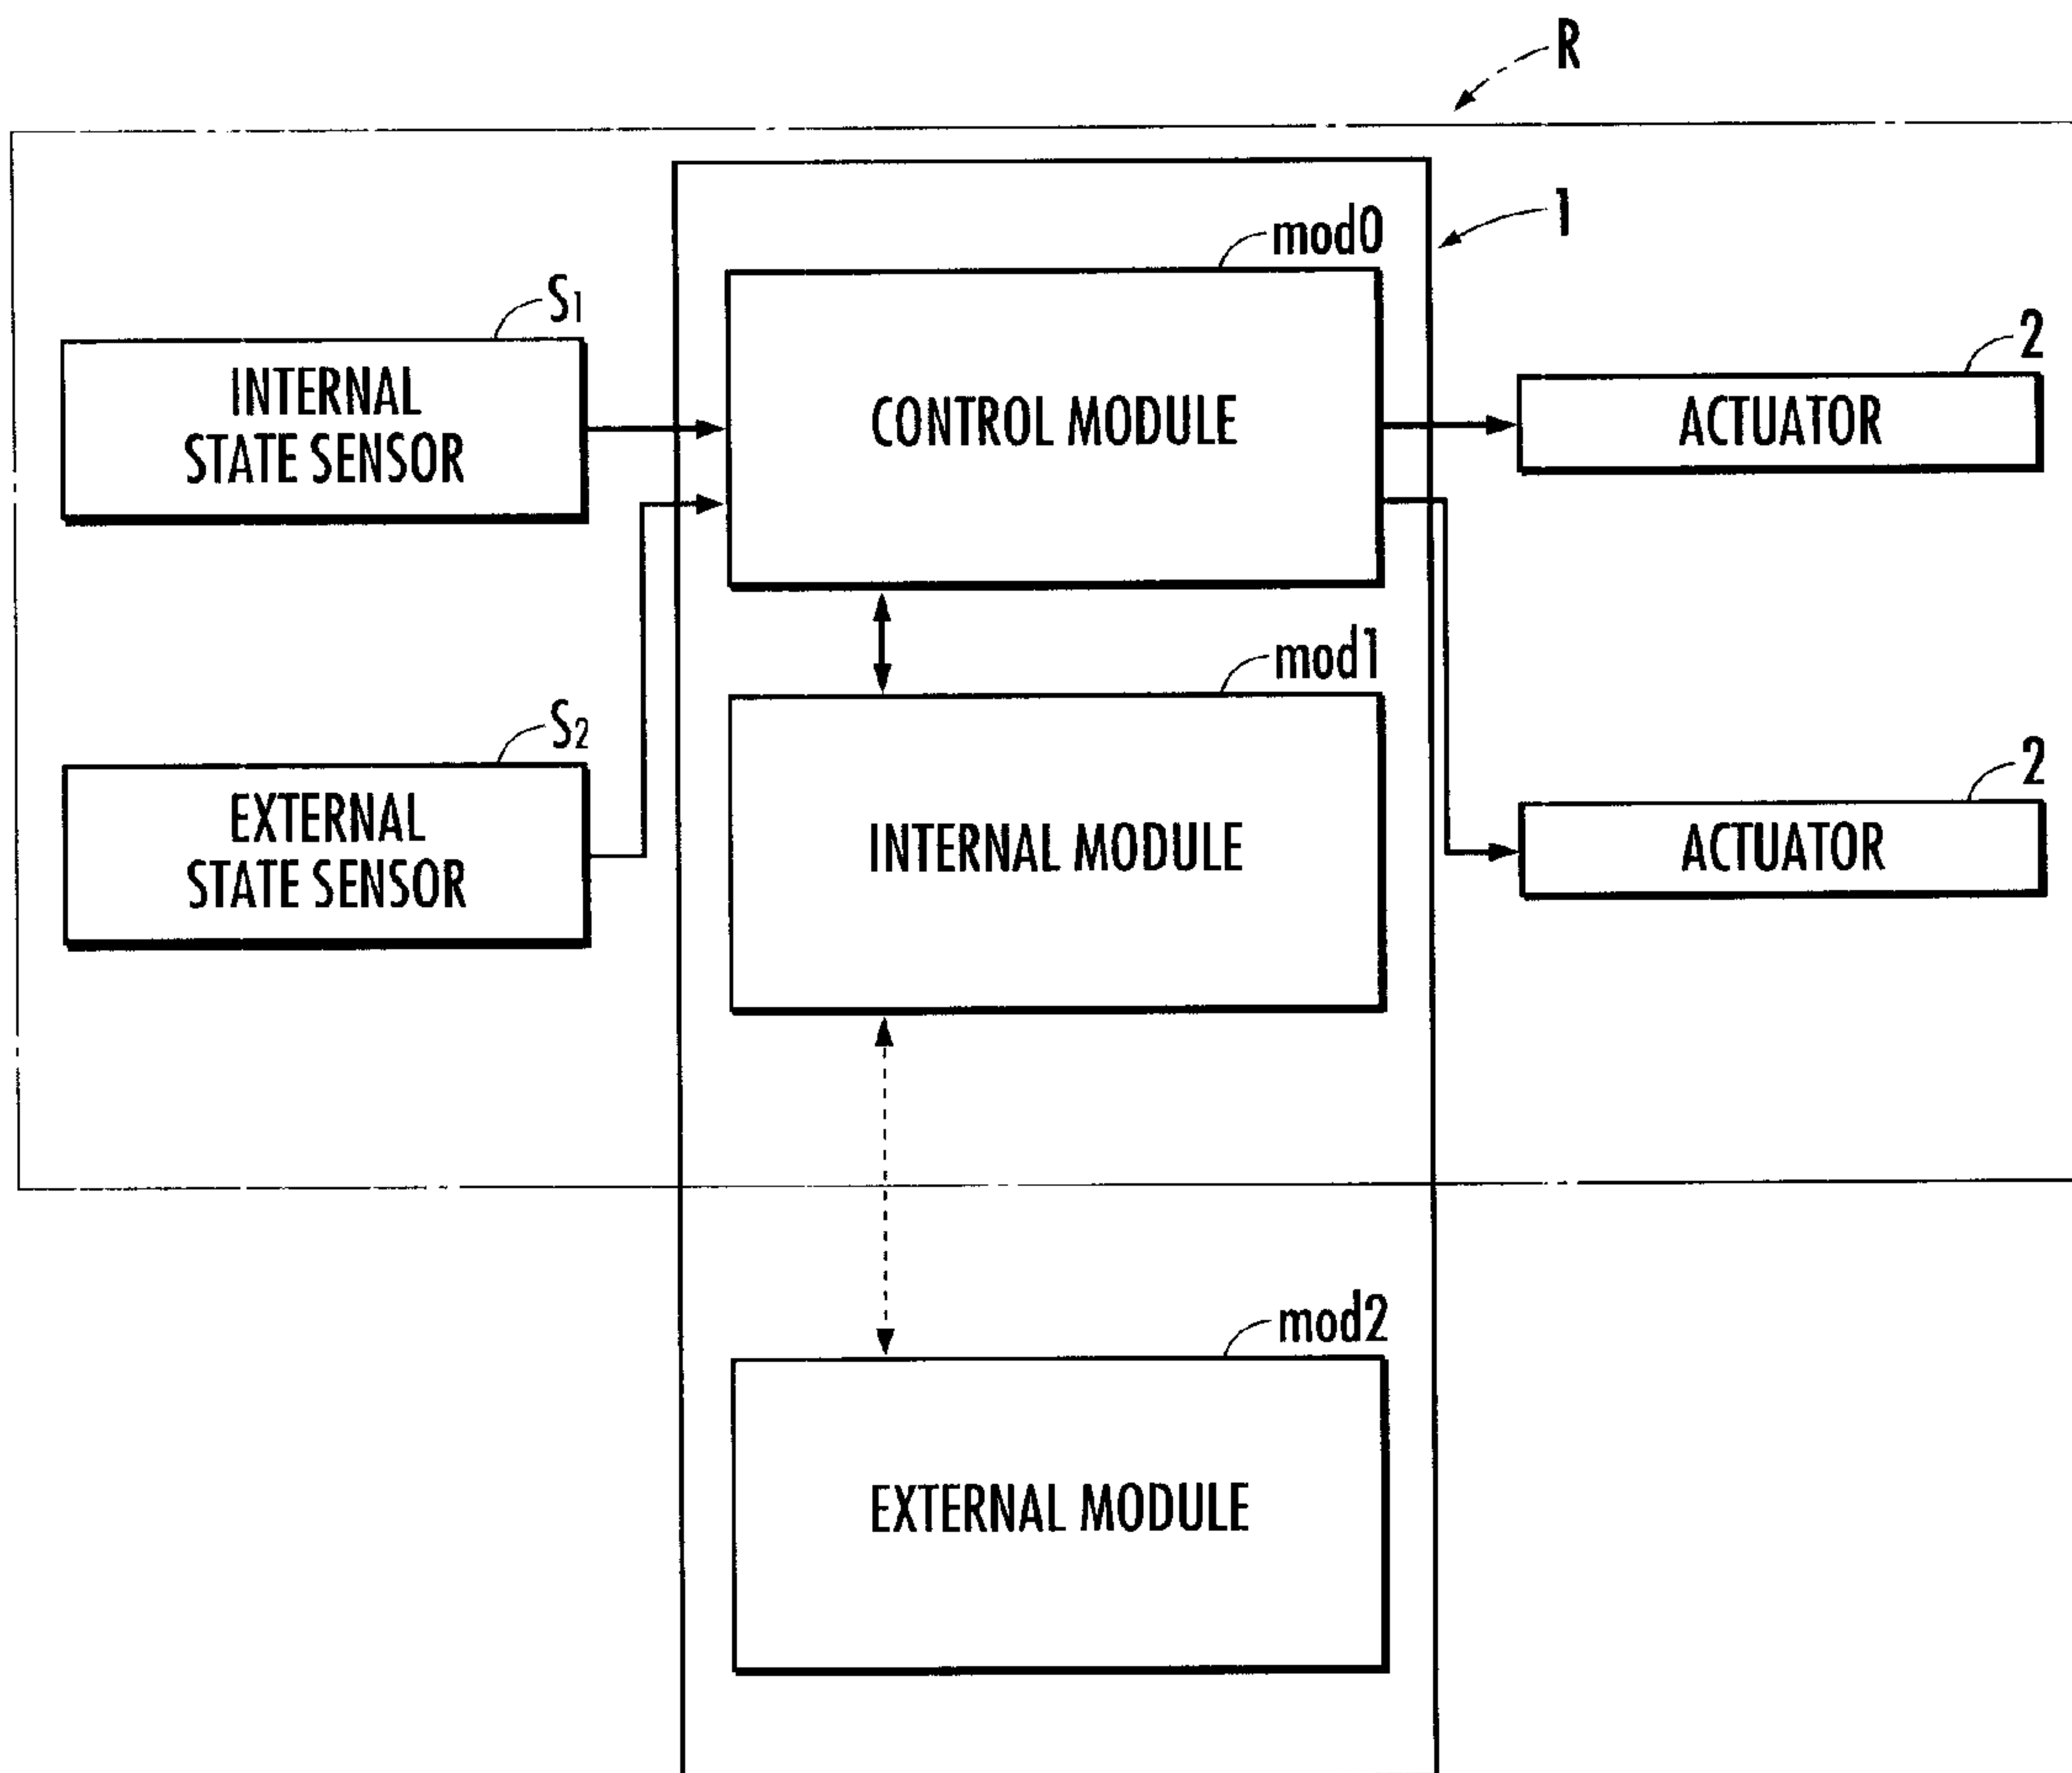 R
1
mod0
S1
INTERNAL
STATE SENSOR
CONTROL MODULE
2
ACTUATOR
mod1
S2
EXTERNAL
STATE SENSOR
INTERNAL MODULE
2
ACTUATOR
mod2
EXTERNAL MODULE